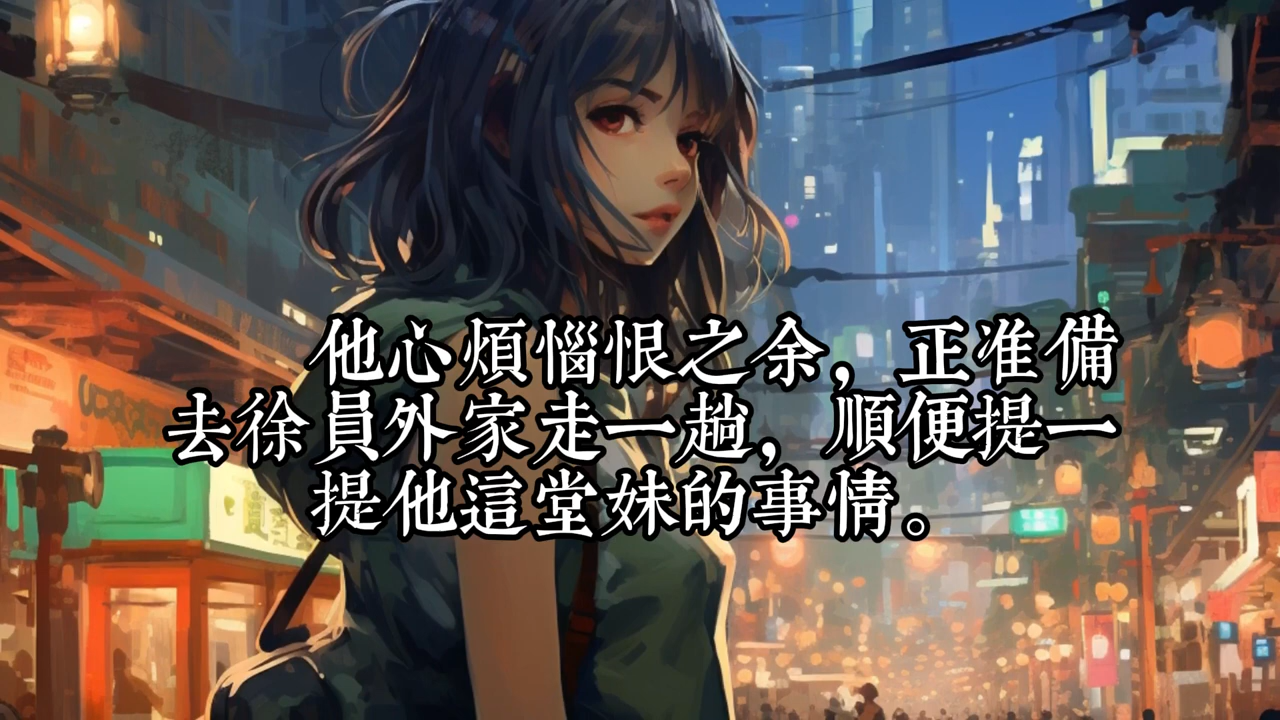 他心煩惱恨之余，正准備
去徐員外家走一趟，順便提一
提他這堂妹的事情。